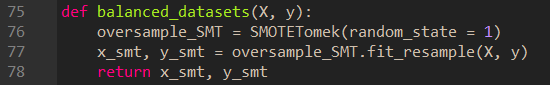 75 def balanced_datasets(X, y):
76     oversample_SMT = SMOTETomek(random_state = 1)
77     x_smt, y_smt = oversample_SMT.fit_resample(X, y)
78     return x_smt, y_smt